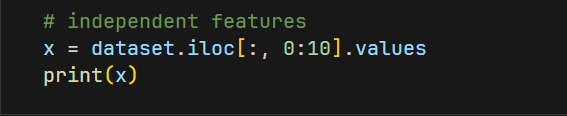 # independent features
x = dataset.iloc[:, 0:10].values
print(x)